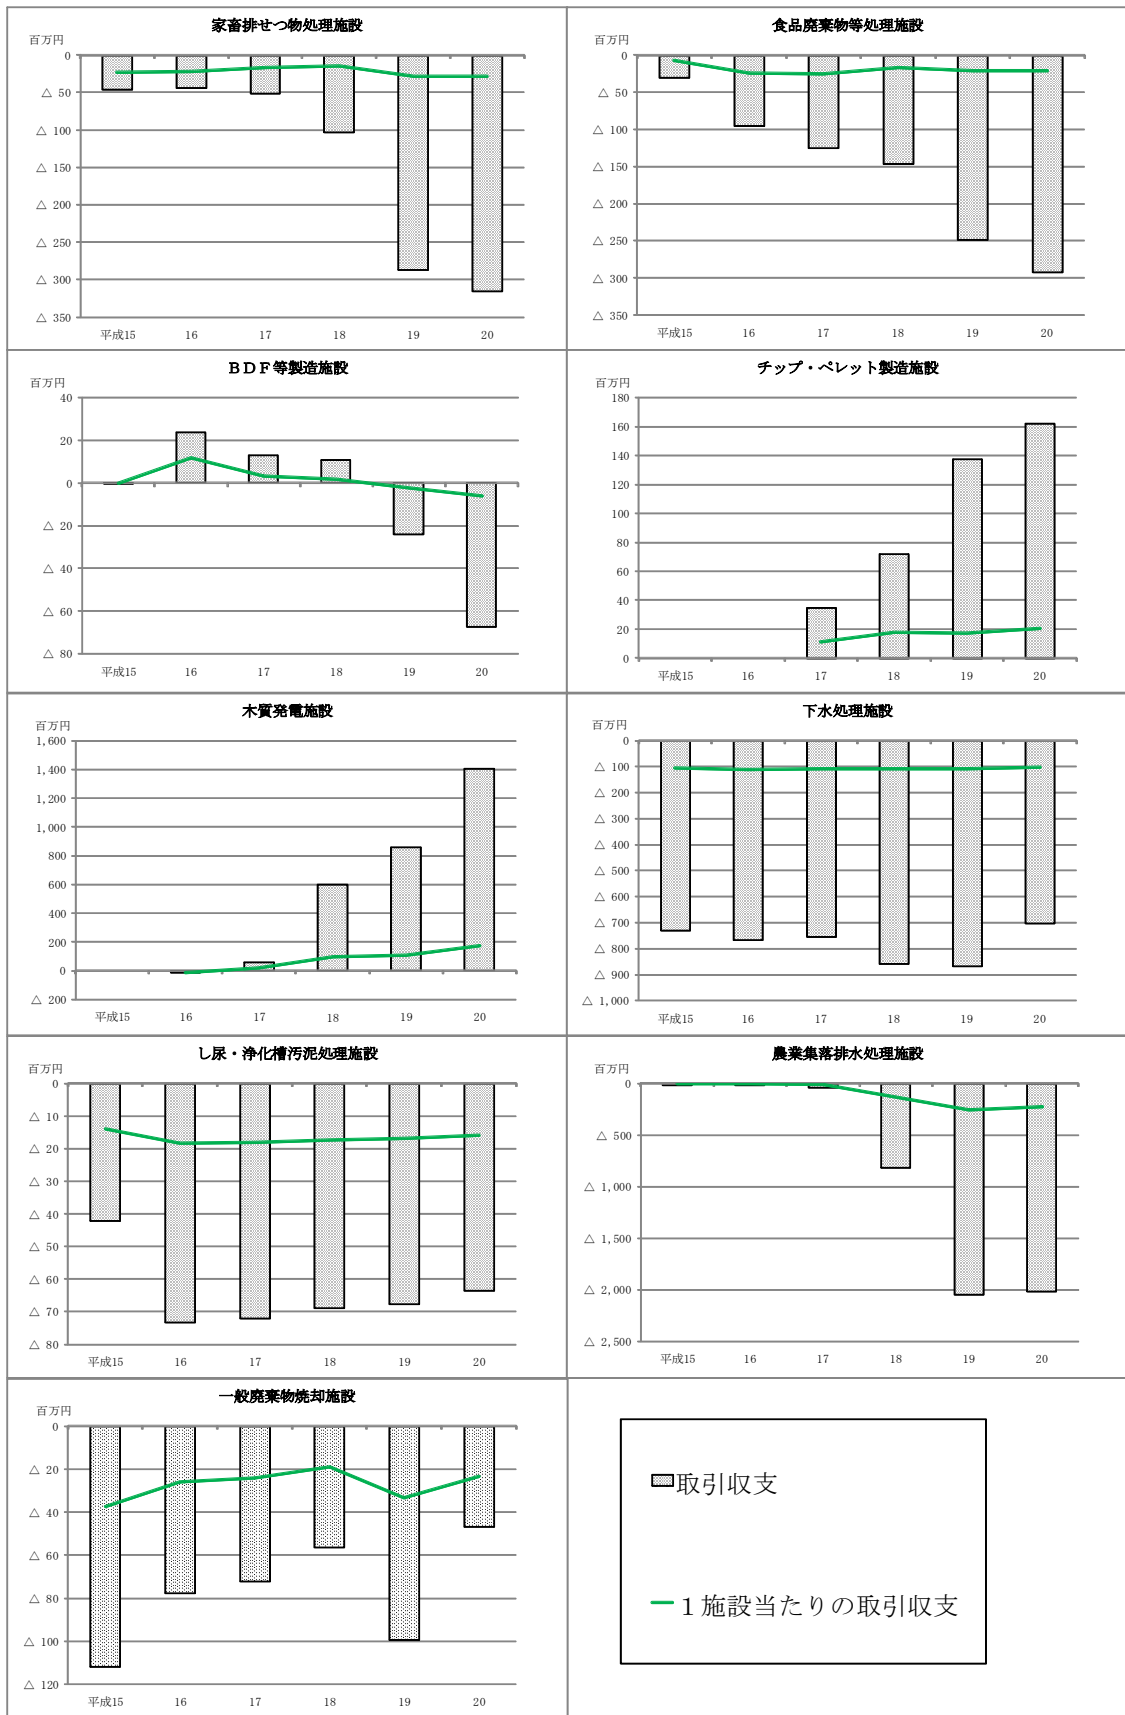 家畜排せつ物処理施設
百万円
0
△ 50
△ 100
△ 150
△ 200
△ 250
△ 300
△ 350
平成15 16 17 18 19 20
食品廃棄物等処理施設
百万円
0
△ 50
△ 100
△ 150
△ 200
△ 250
△ 300
△ 350
平成15 16 17 18 19 20
ＢＤＦ等製造施設
百万円
40
20
0
△ 20
△ 40
△ 60
△ 80
平成15 16 17 18 19 20
チップ・ペレット製造施設
百万円
180
160
140
120
100
80
60
40
20
0
平成15 16 17 18 19 20
木質発電施設
百万円
1,600
1,400
1,200
1,000
800
600
400
200
0
△ 200
平成15 16 17 18 19 20
下水処理施設
百万円
0
△ 100
△ 200
△ 300
△ 400
△ 500
△ 600
△ 700
△ 800
△ 900
△ 1,000
平成15 16 17 18 19 20
し尿・浄化槽汚泥処理施設
百万円
0
△ 10
△ 20
△ 30
△ 40
△ 50
△ 60
△ 70
△ 80
平成15 16 17 18 19 20
農業集落排水処理施設
百万円
0
△ 500
△ 1,000
△ 1,500
△ 2,000
△ 2,500
平成15 16 17 18 19 20
一般廃棄物焼却施設
百万円
0
△ 20
△ 40
△ 60
△ 80
△ 100
△ 120
平成15 16 17 18 19 20
取引収支
１施設当たりの取引収支